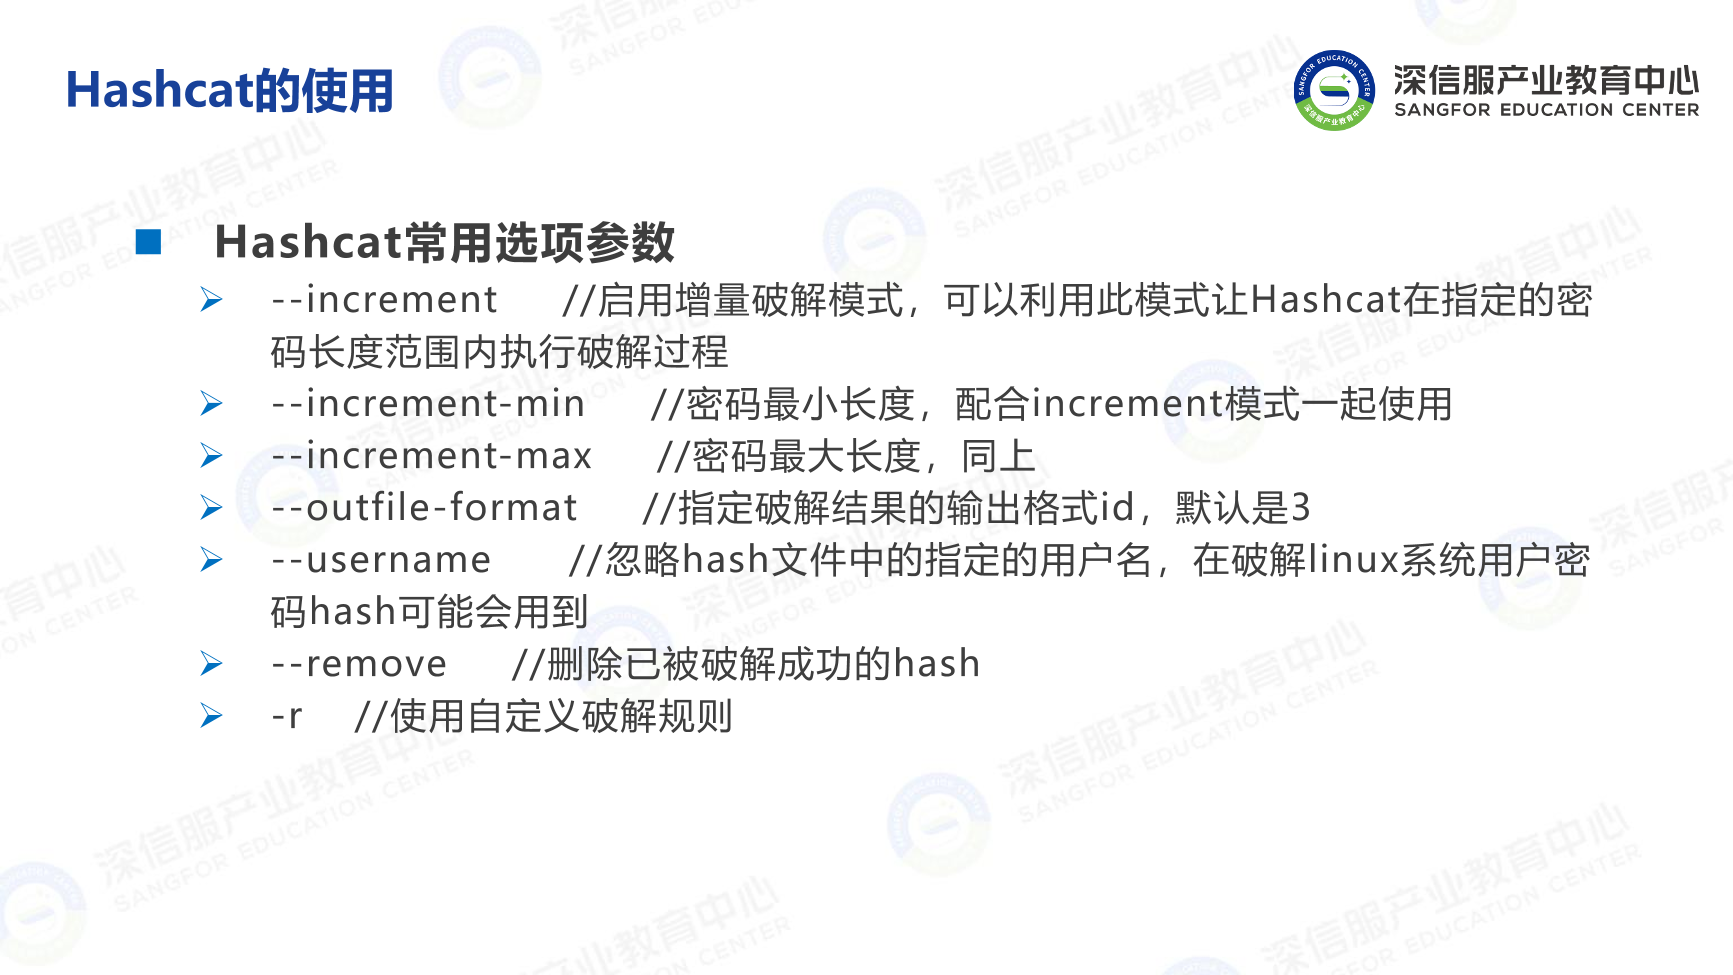 Hashcat的使用
深信服产业教育中心
SANGFOR EDUCATION CENTER
Hashcat常用选项参数
--increment //启用增量破解模式，可以利用此模式让Hashcat在指定的密
码长度范围内执行破解过程
--increment-min //密码最小长度，配合increment模式一起使用
--increment-max //密码最大长度，同上
--outfile-format //指定破解结果的输出格式id，默认是3
--username //忽略hash文件中的指定的用户名，在破解linux系统用户密
码hash可能会用到
--remove //删除已被破解成功的hash
-r //使用自定义破解规则